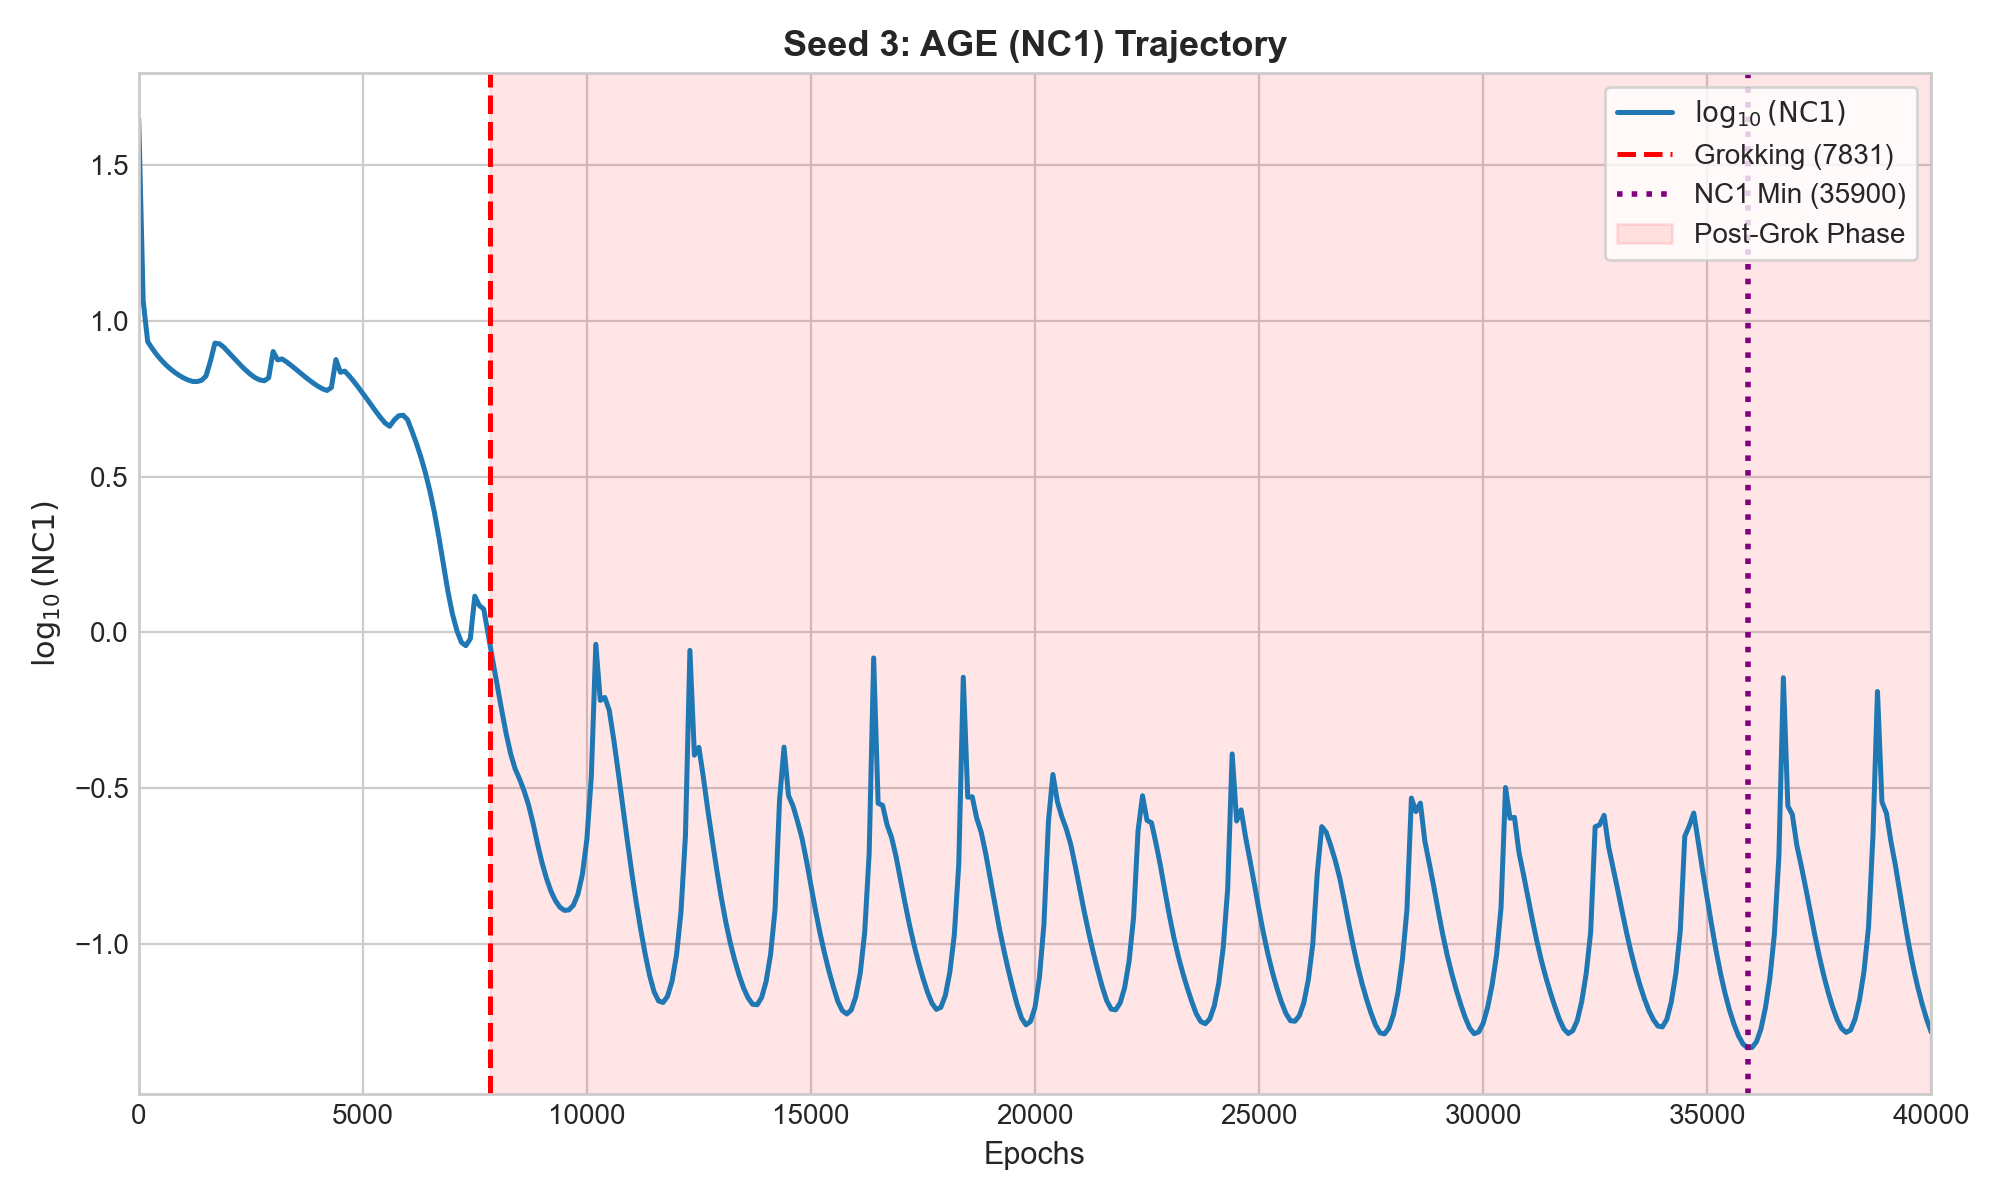 Seed 3: AGE (NC1) Trajectory
log₁₀ (NC1)
Grokking (7831)
NC1 Min (35900)
Post-Grok Phase
log₁₀ (NC1)
1.5
1.0
0.5
0.0
−0.5
−1.0
0 5000 10000 15000 20000 25000 30000 35000 40000
Epochs